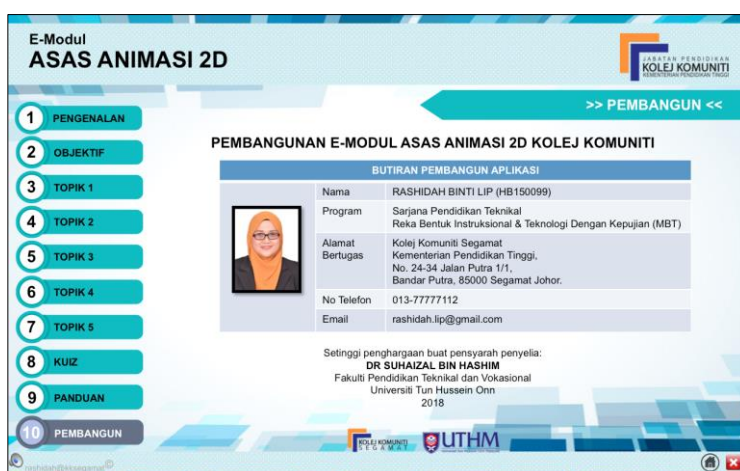 E-Modul
ASAS ANIMASI 2D
JABATAN PENDIDIKAN
KOLEJ KOMUNITI
KEMENTERIAN PENDIDIKAN TINGGI
>> PEMBANGUN <<
1 PENGENALAN
2 OBJEKTIF
3 TOPIK 1
4 TOPIK 2
5 TOPIK 3
6 TOPIK 4
7 TOPIK 5
8 KUIZ
9 PANDUAN
10 PEMBANGUN
PEMBANGUNAN E-MODUL ASAS ANIMASI 2D KOLEJ KOMUNITI
BUTIRAN PEMBANGUN APLIKASI
Nama RASHIDAH BINTI LIP (HB150099)
Program Sarjana Pendidikan Teknikal
Reka Bentuk Instruksional & Teknologi Dengan Kepujian (MBT)
Alamat Kolej Komuniti Segamat
Bertugas Kementerian Pendidikan Tinggi,
No. 24-34 Jalan Putra 1/1,
Bandar Putra, 85000 Segamat Johor.
No Telefon 013-77777112
Email rashidah.lip@gmail.com
Setinggi penghargaan buat pensyarah penyelia:
DR SUHAIZAL BIN HASHIM
Fakulti Pendidikan Teknikal dan Vokasional
Universiti Tun Hussein Onn
2018
KOLEJ KOMUNITI
SEGAMAT
UTHM
rashidah@kksegamat©